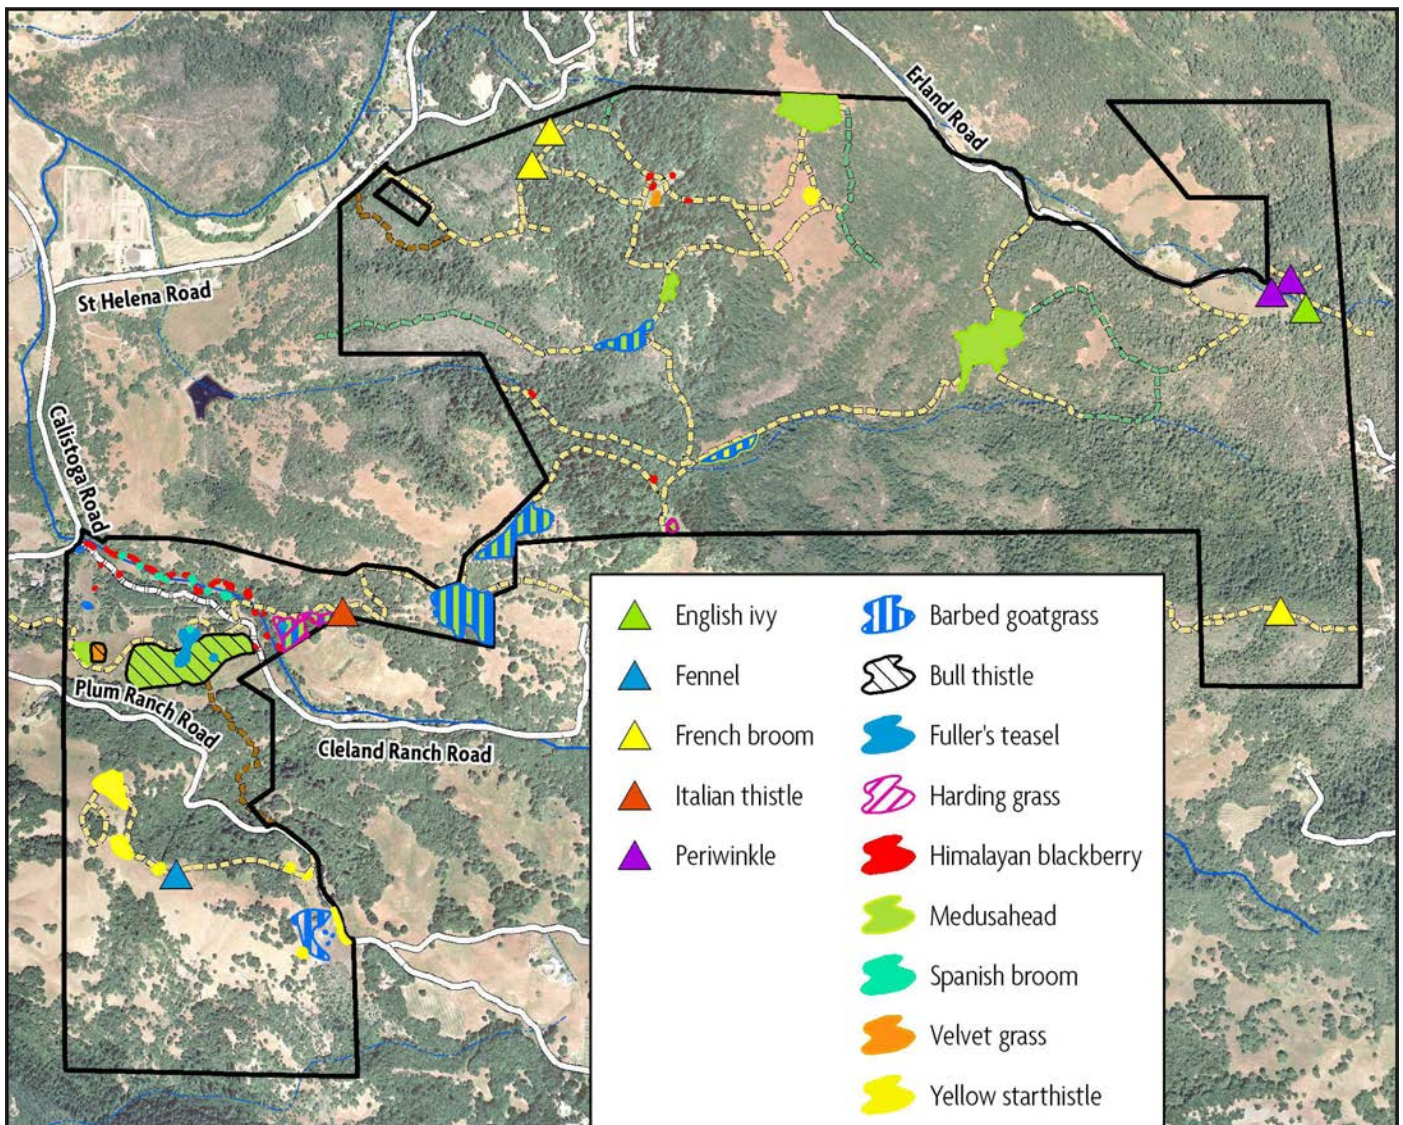 Erland Road
St Helena Road
Calistoga Road
Plum Ranch Road
Cleland Ranch Road
English ivy
Fennel
French broom
Italian thistle
Periwinkle
Barbed goatgrass
Bull thistle
Fuller's teasel
Harding grass
Himalayan blackberry
Medusahead
Spanish broom
Velvet grass
Yellow starthistle